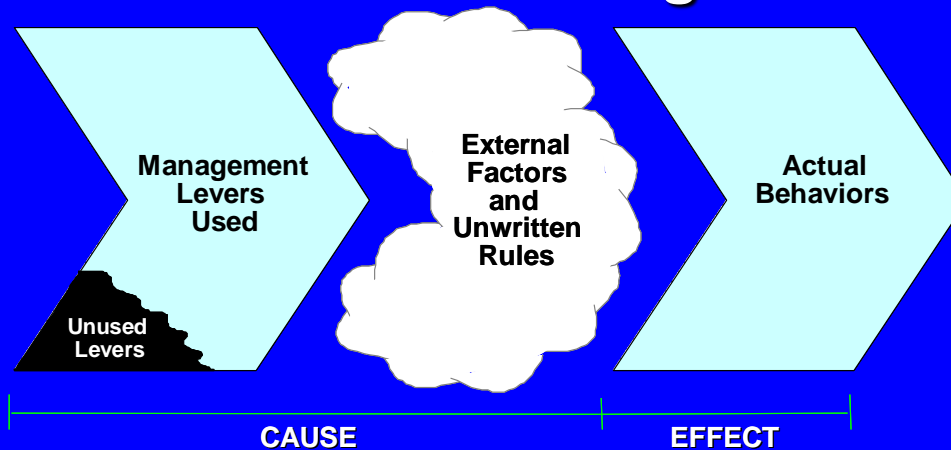 Management
Levers
Used
Unused
Levers
External
Factors
and
Unwritten
Rules
Actual
Behaviors
CAUSE
EFFECT